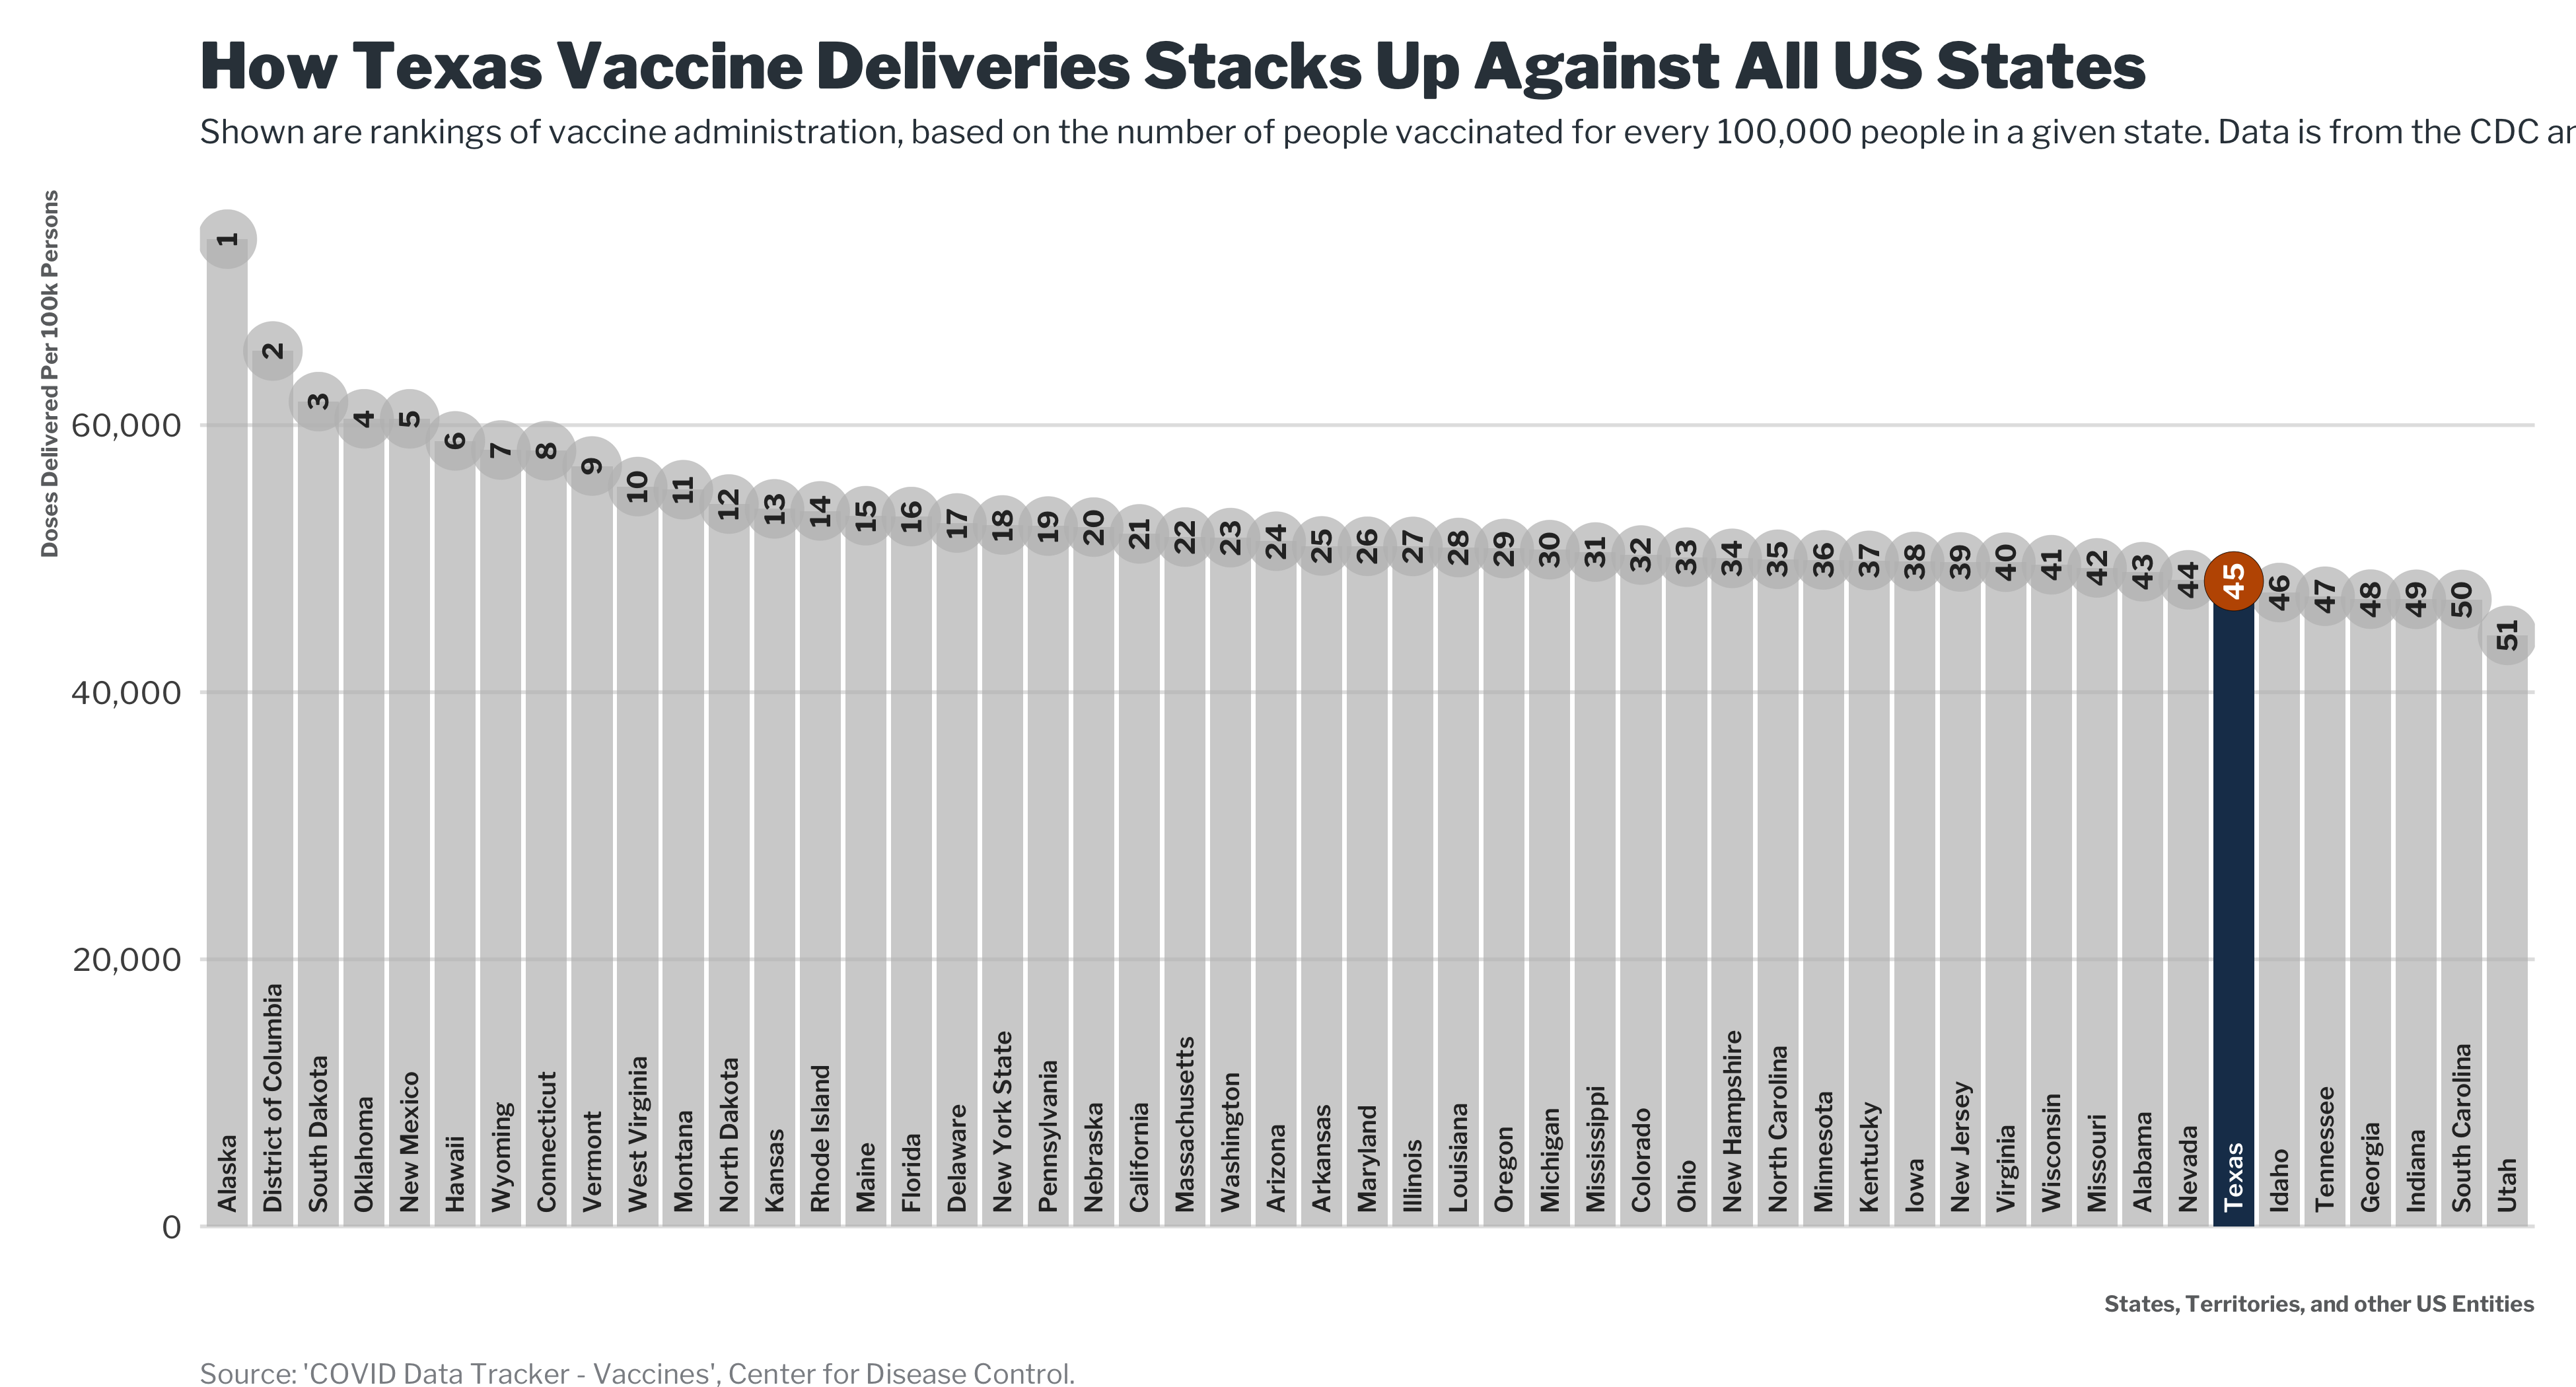 How Texas Vaccine Deliveries Stacks Up Against All US States
Shown are rankings of vaccine administration, based on the number of people vaccinated for every 100,000 people in a given state. Data is from the CDC
Doses Delivered Per 100k Persons
60,000
40,000
20,000
0
1
2
3
4
5
6
7
8
9
10
11
12
13
14
15
16
17
18
19
20
21
22
23
24
25
26
27
28
29
30
31
32
33
34
35
36
37
38
39
40
41
42
43
44
45
46
47
48
49
50
51
Alaska
District of Columbia
South Dakota
Oklahoma
New Mexico
Hawaii
Wyoming
Connecticut
Vermont
West Virginia
Montana
North Dakota
Kansas
Rhode Island
Maine
Florida
Delaware
New York State
Pennsylvania
Nebraska
California
Massachusetts
Washington
Arizona
Arkansas
Maryland
Illinois
Louisiana
Oregon
Michigan
Mississippi
Colorado
Ohio
New Hampshire
North Carolina
Minnesota
Kentucky
Iowa
New Jersey
Virginia
Wisconsin
Missouri
Alabama
Nevada
Texas
Idaho
Tennessee
Georgia
Indiana
South Carolina
Utah
States, Territories, and other US Entities
Source: 'COVID Data Tracker - Vaccines', Center for Disease Control.